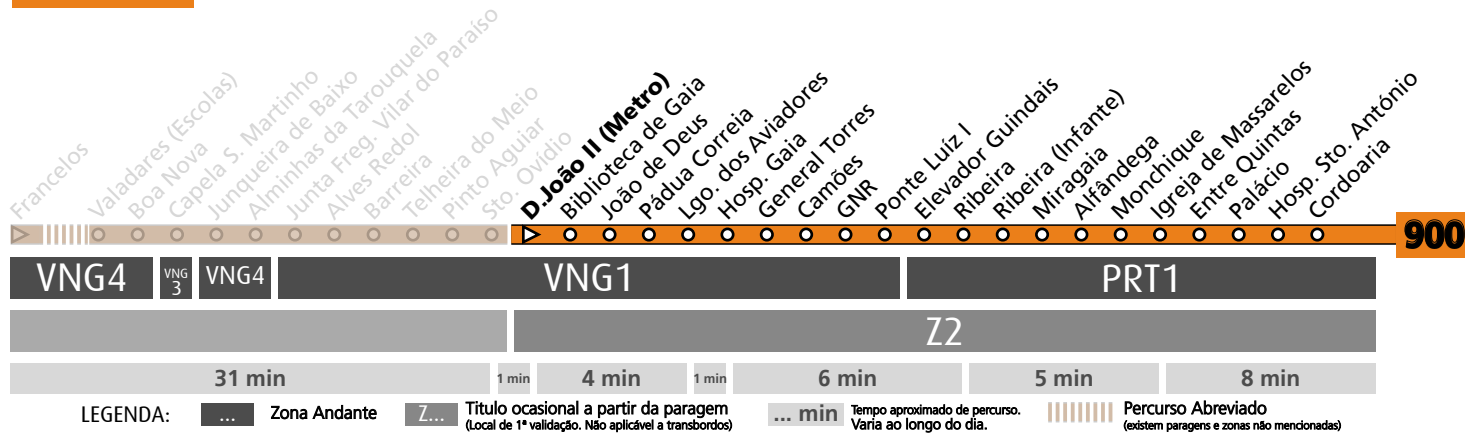 Francelos
Valadares (Escolas)
Boa Nova
Capela S. Martinho
Junqueira de Baixo
Alminhas da Tarouquela
Junta Freg. Vilar do Paraíso
Alves Redol
Barreira
Telheira do Meio
Pinto Aguiar
Sto. Ovídio
D.João II (Metro)
Biblioteca de Gaia
João de Deus
Pádua Correia
Lgo. dos Aviadores
Hosp. Gaia
General Torres
Camões
GNR
Ponte Luíz I
Elevador Guindais
Ribeira
Ribeira (Infante)
Miragaia
Alfândega
Monchique
Igreja de Massarelos
Entre Quintas
Palácio
Hosp. Sto. António
Cordoaria
900
VNG4
VNG
3
VNG4
VNG1
PRT1
Z2
31 min
1 min
4 min
1 min
6 min
5 min
8 min
LEGENDA:
...
Zona Andante
Z...
Titulo ocasional a partir da paragem
(Local de 1ª validação. Não aplicável a transbordos)
... min
Tempo aproximado de percurso.
Varia ao longo do dia.
Percurso Abreviado
(existem paragens e zonas não mencionadas)